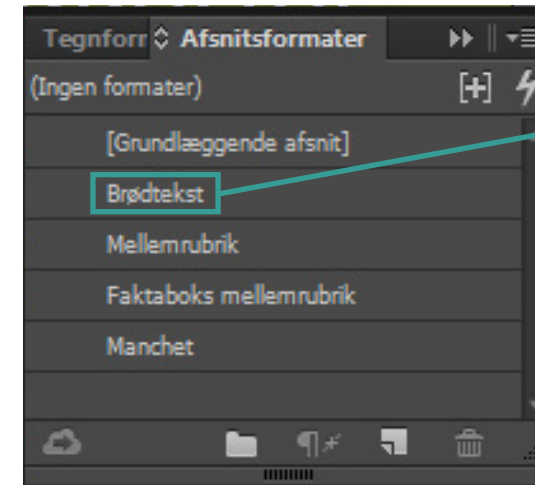 Tegnforr Afsnitsformater
(Ingen formater)
[Grundlæggende afsnit]
Brødtekst
Mellemrubrik
Faktaboks mellemrubrik
Manchet